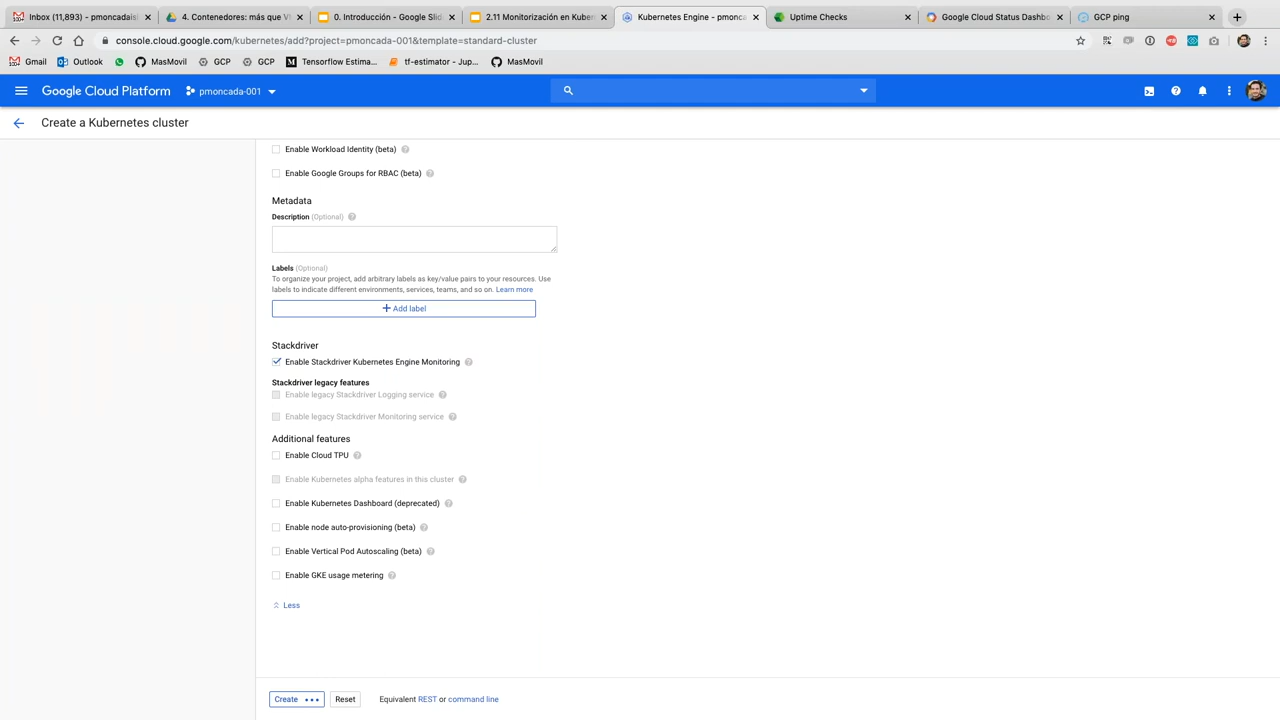 Inbox (11,893) - pmoncadaisl
4. Contenedores: más que VM
0. Introducción - Google Slid
2.11 Monitorización en Kuber
Kubernetes Engine - pmonca
Uptime Checks
Google Cloud Status Dashbo
GCP ping
console.cloud.google.com/kubernetes/add?project=pmoncada-001&template=standard-cluster
Gmail
Outlook
MasMovil
GCP
GCP
Tensorflow Estima...
tf-estimator - Jup...
MasMovil
Google Cloud Platform
pmoncada-001
Create a Kubernetes cluster
Enable Workload Identity (beta)
Enable Google Groups for RBAC (beta)
Metadata
Description (Optional)
Labels (Optional)
To organize your project, add arbitrary labels as key/value pairs to your resources. Use
labels to indicate different environments, services, teams, and so on. Learn more
Add label
Stackdriver
Enable Stackdriver Kubernetes Engine Monitoring
Stackdriver legacy features
Enable legacy Stackdriver Logging service
Enable legacy Stackdriver Monitoring service
Additional features
Enable Cloud TPU
Enable Kubernetes alpha features in this cluster
Enable Kubernetes Dashboard (deprecated)
Enable node auto-provisioning (beta)
Enable Vertical Pod Autoscaling (beta)
Enable GKE usage metering
Less
Create
Reset
Equivalent REST or command line